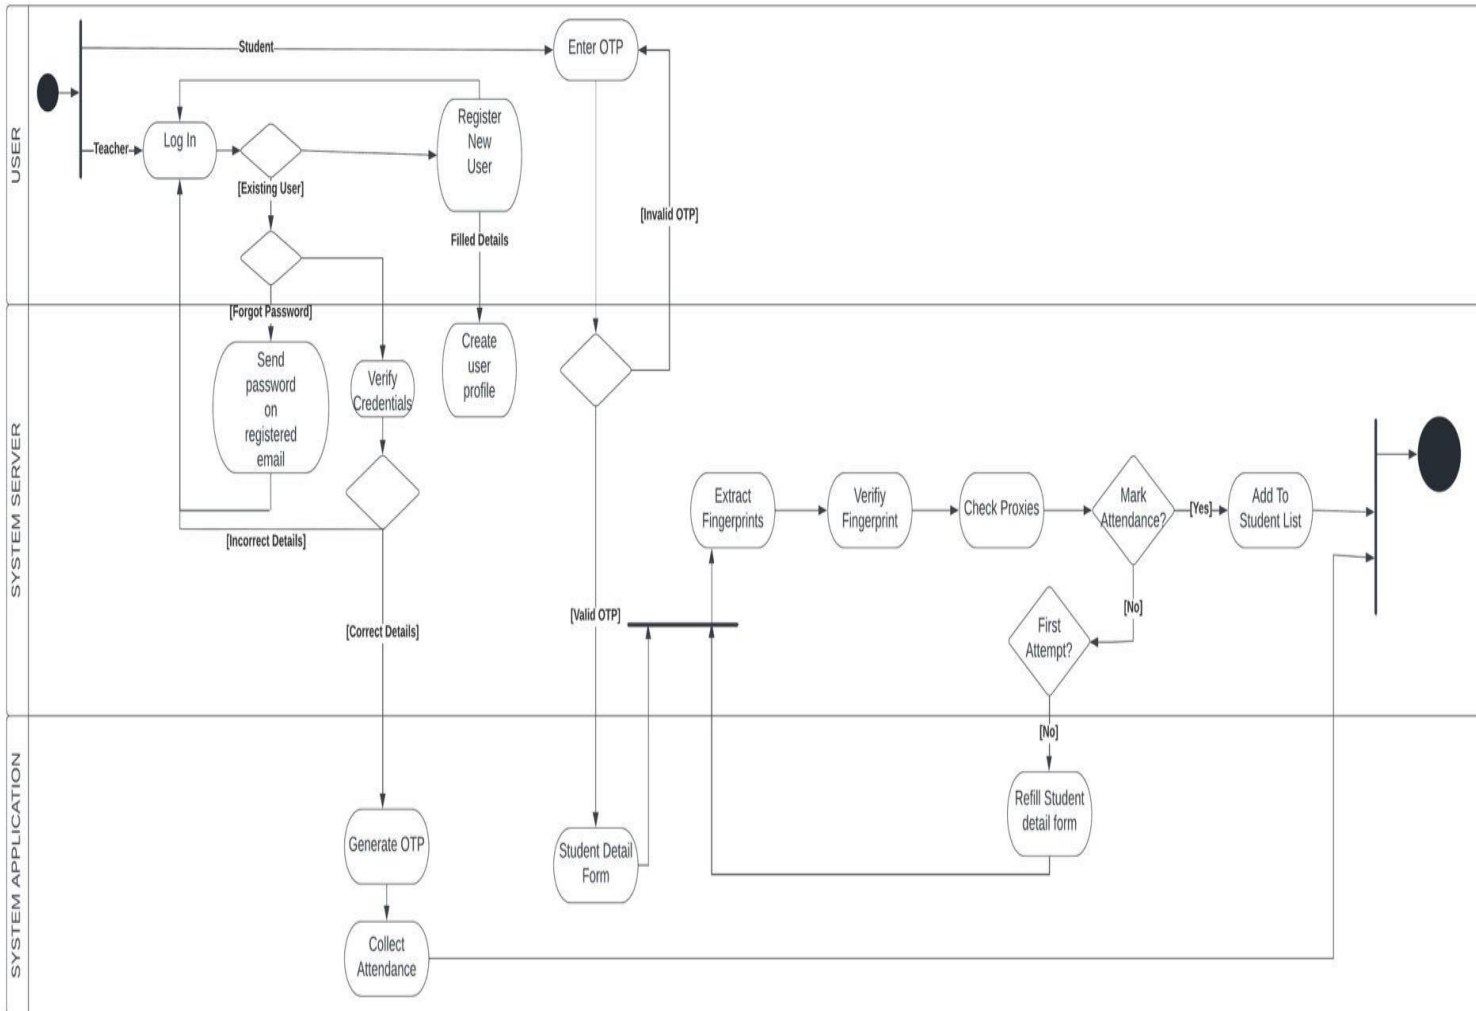 USER
Student
Enter OTP
Teacher
Log In
Register
New
User
[Existing User]
[Invalid OTP]
Filled Details
SYSTEM SERVER
[Forgot Password]
Send
password
on
registered
email
Verify
Credentials
Create
user
profile
[Incorrect Details]
[Correct Details]
[Valid OTP]
Extract
Fingerprints
Verifiy
Fingerprint
Check Proxies
Mark
Attendance?
[Yes]
Add To
Student List
[No]
First
Attempt?
SYSTEM APPLICATION
[No]
Refill Student
detail form
Generate OTP
Student Detail
Form
Collect
Attendance